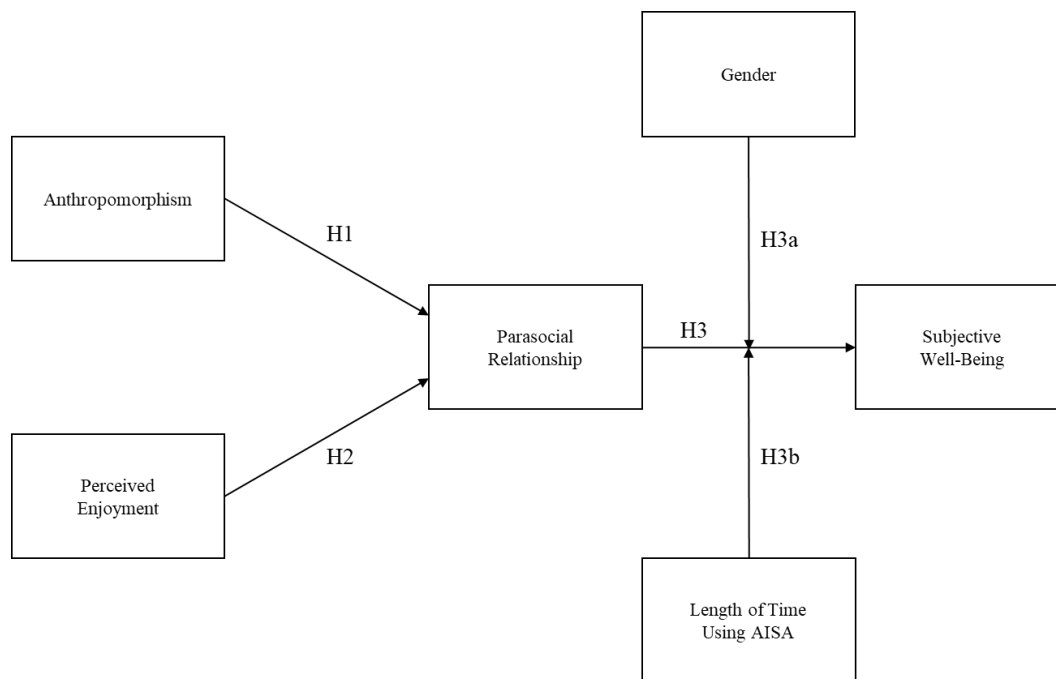 Gender
Anthropomorphism
H1
H3a
Parasocial
Relationship
H3
Subjective
Well-Being
H2
Perceived
Enjoyment
H3b
Length of Time
Using AISA